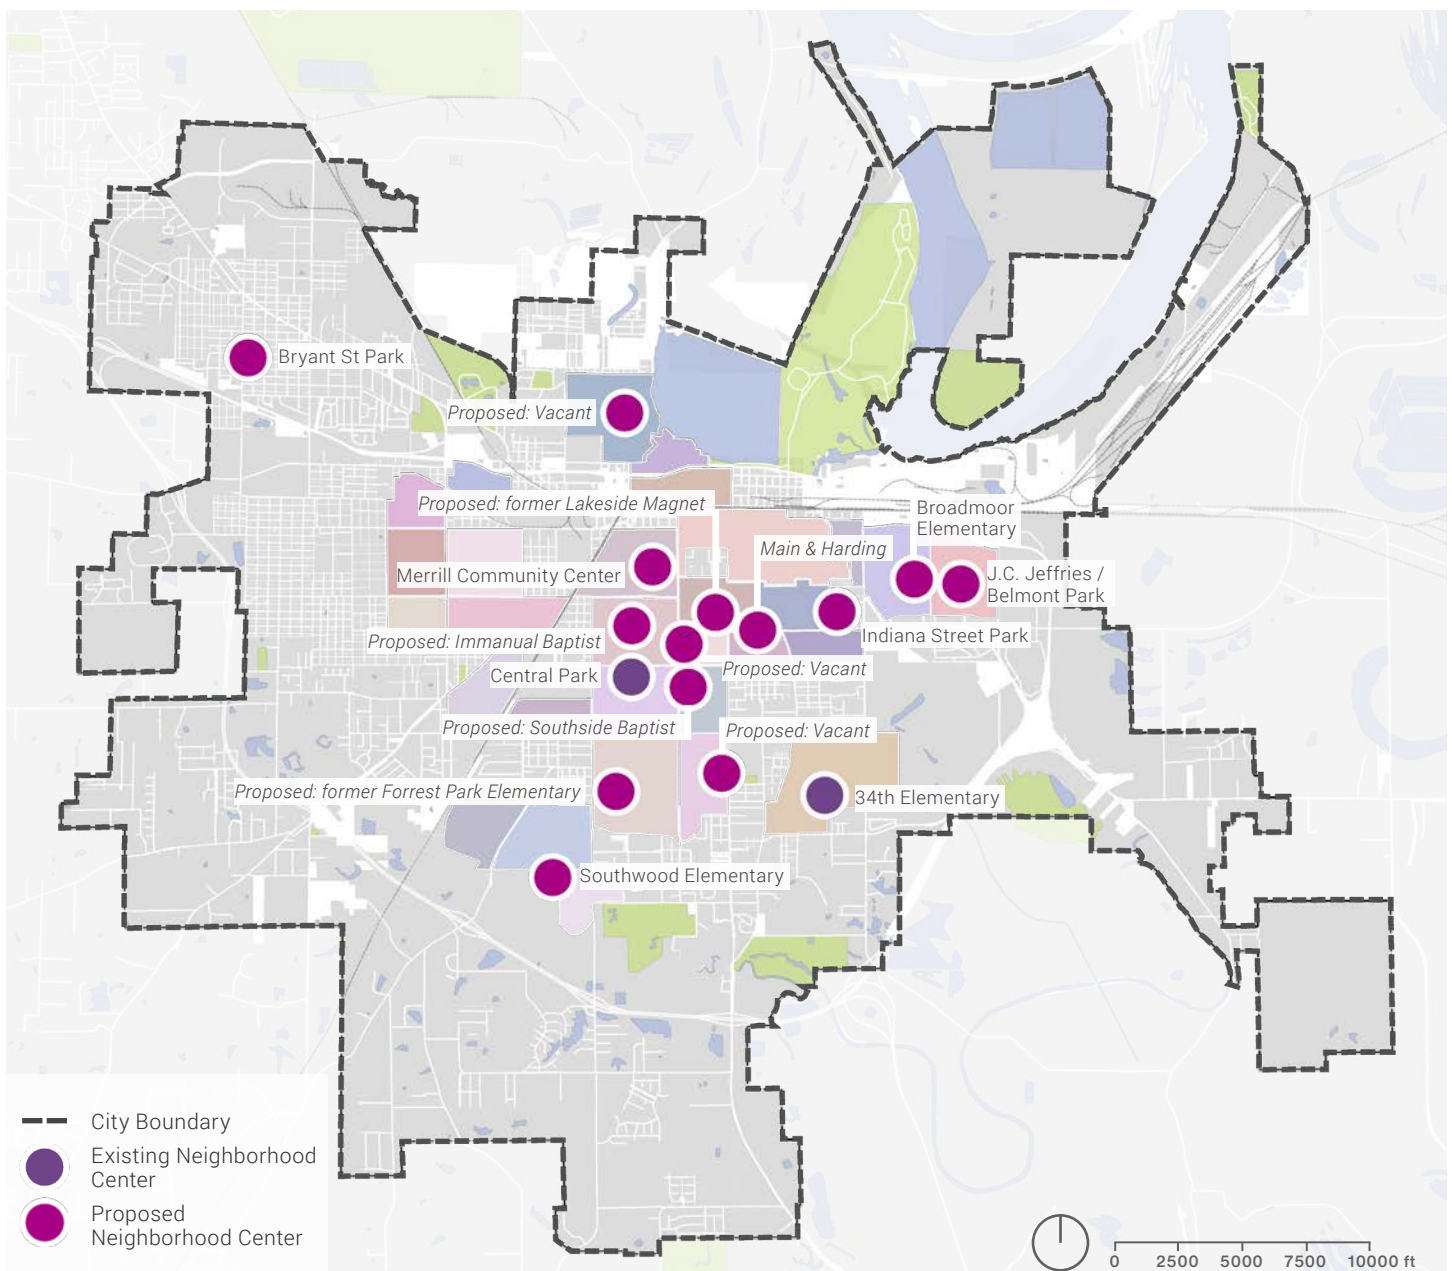 Bryant St Park
Proposed: Vacant
Proposed: former Lakeside Magnet
Broadmoor
Elementary
Main & Harding
Merrill Community Center
J.C. Jeffries /
Belmont Park
Indiana Street Park
Proposed: Immanual Baptist
Central Park
Proposed: Vacant
Proposed: Southside Baptist
Proposed: Vacant
Proposed: former Forrest Park Elementary
34th Elementary
Southwood Elementary
City Boundary
Existing Neighborhood
Center
Proposed
Neighborhood Center
0 2500 5000 7500 10000 ft